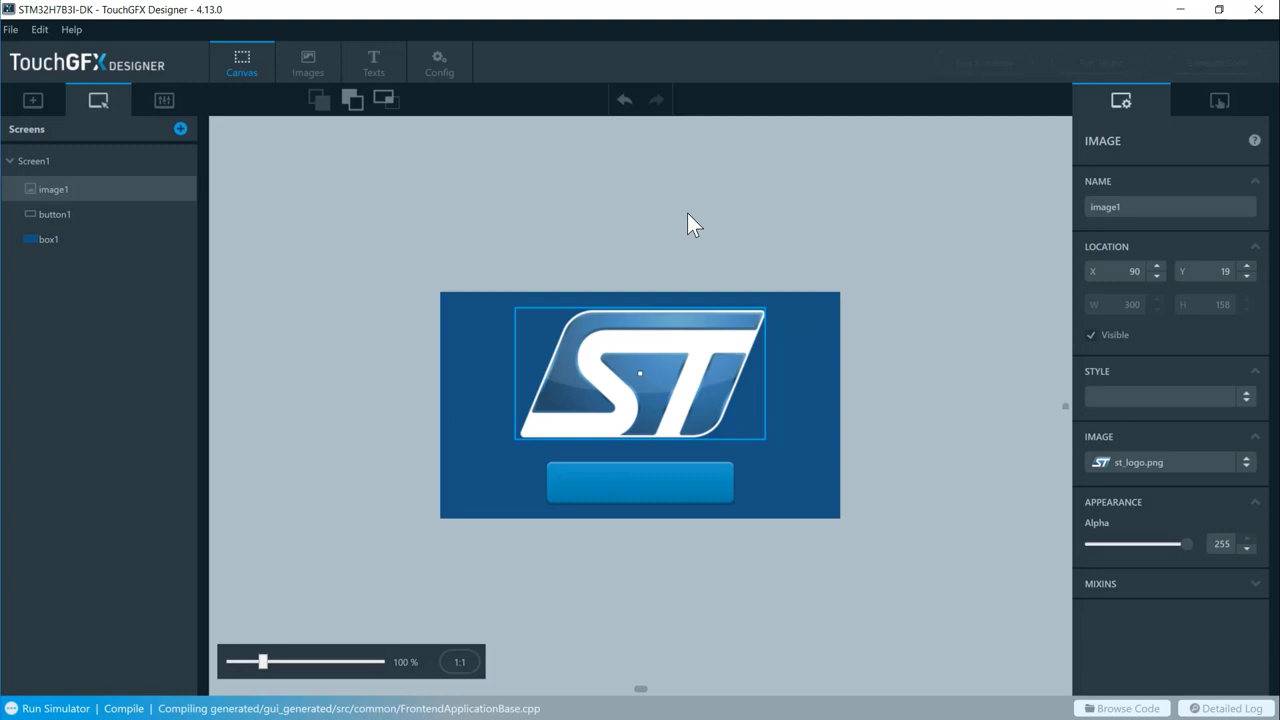 STM32H7B3I-DK - TouchGFX Designer - 4.13.0
File Edit Help
TouchGFX DESIGNER
Canvas
Images
Texts
Config
Screens
Screen1
image1
button1
box1
ST
100 %
1:1
IMAGE
NAME
image1
LOCATION
X 90 Y 19
W 300 H 158
Visible
STYLE
IMAGE
st_logo.png
APPEARANCE
Alpha
255
MIXINS
Run Simulator | Compile | Compiling generated/gui_generated/src/common/FrontendApplicationBase.cpp
Browse Code
Detailed Log